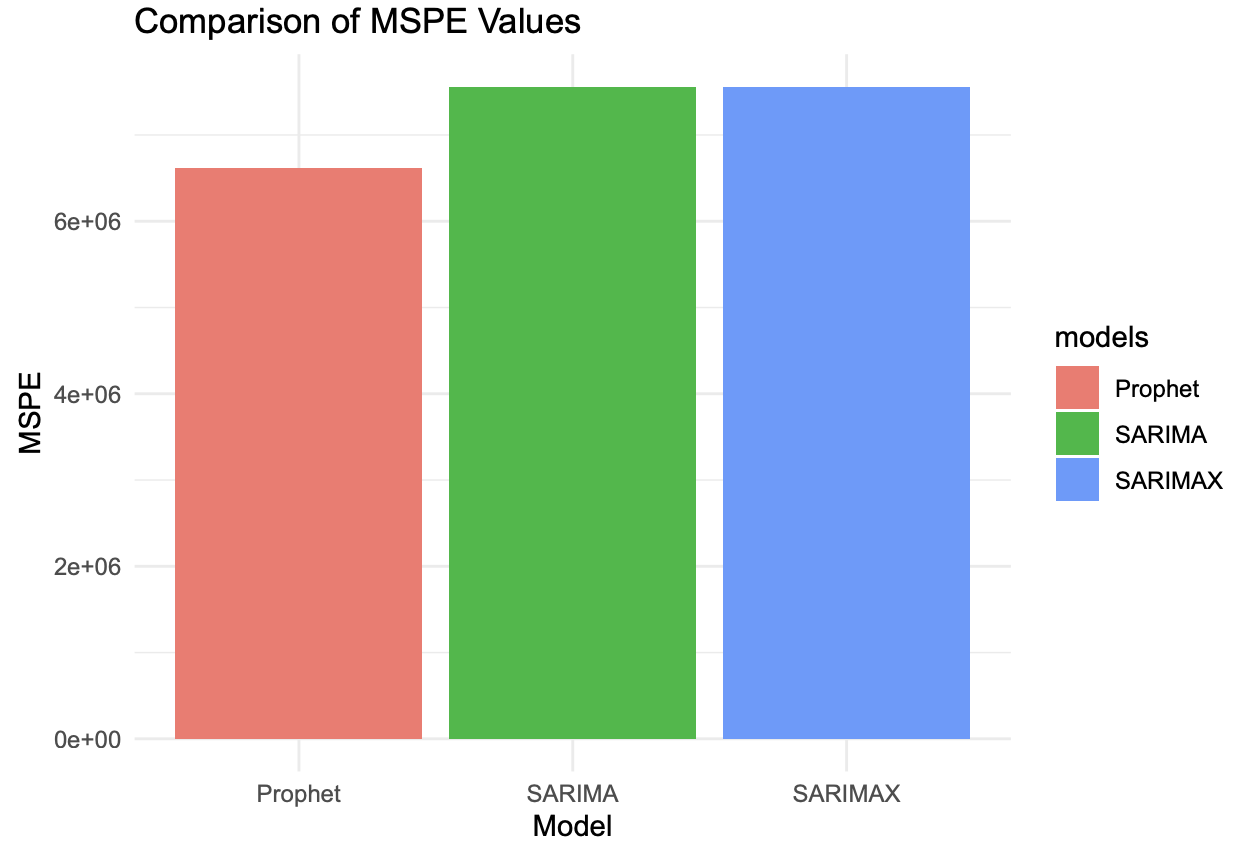 Comparison of MSPE Values
MSPE
6e+06
4e+06
2e+06
0e+00
Prophet
SARIMA
SARIMAX
Model
models
Prophet
SARIMA
SARIMAX